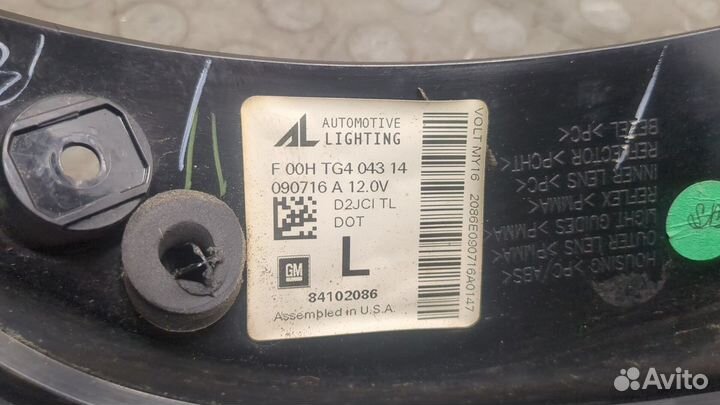 AL AUTOMOTIVE
LIGHTING
F 00H TG4 043 14
090716 A 12.0V
D2JCI TL
DOT
GM
L
84102086
Assembled in U.S.A.
VOLT MY16 2086E090716A0147
BEZEL >PC<
REFLECTOR >PCHT<
INNER LENS >PC<
REFLEX >PMMA<
LIGHT GUIDES >PMMA<
OUTER LENS >PMMA<
HOUSING >PC/ABS<
Avito